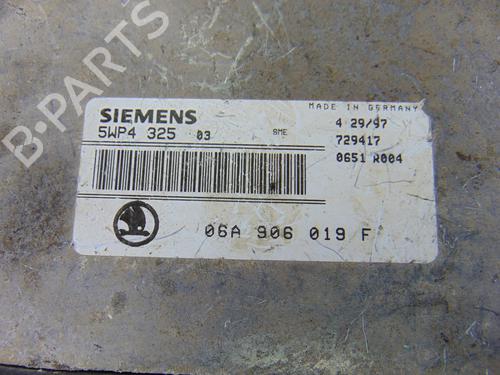 B-PARTS
MADE IN GERMANY
SIEMENS
5WP4 325 03 SME
4 29/97
729417
0651 R004
06A 906 019 F